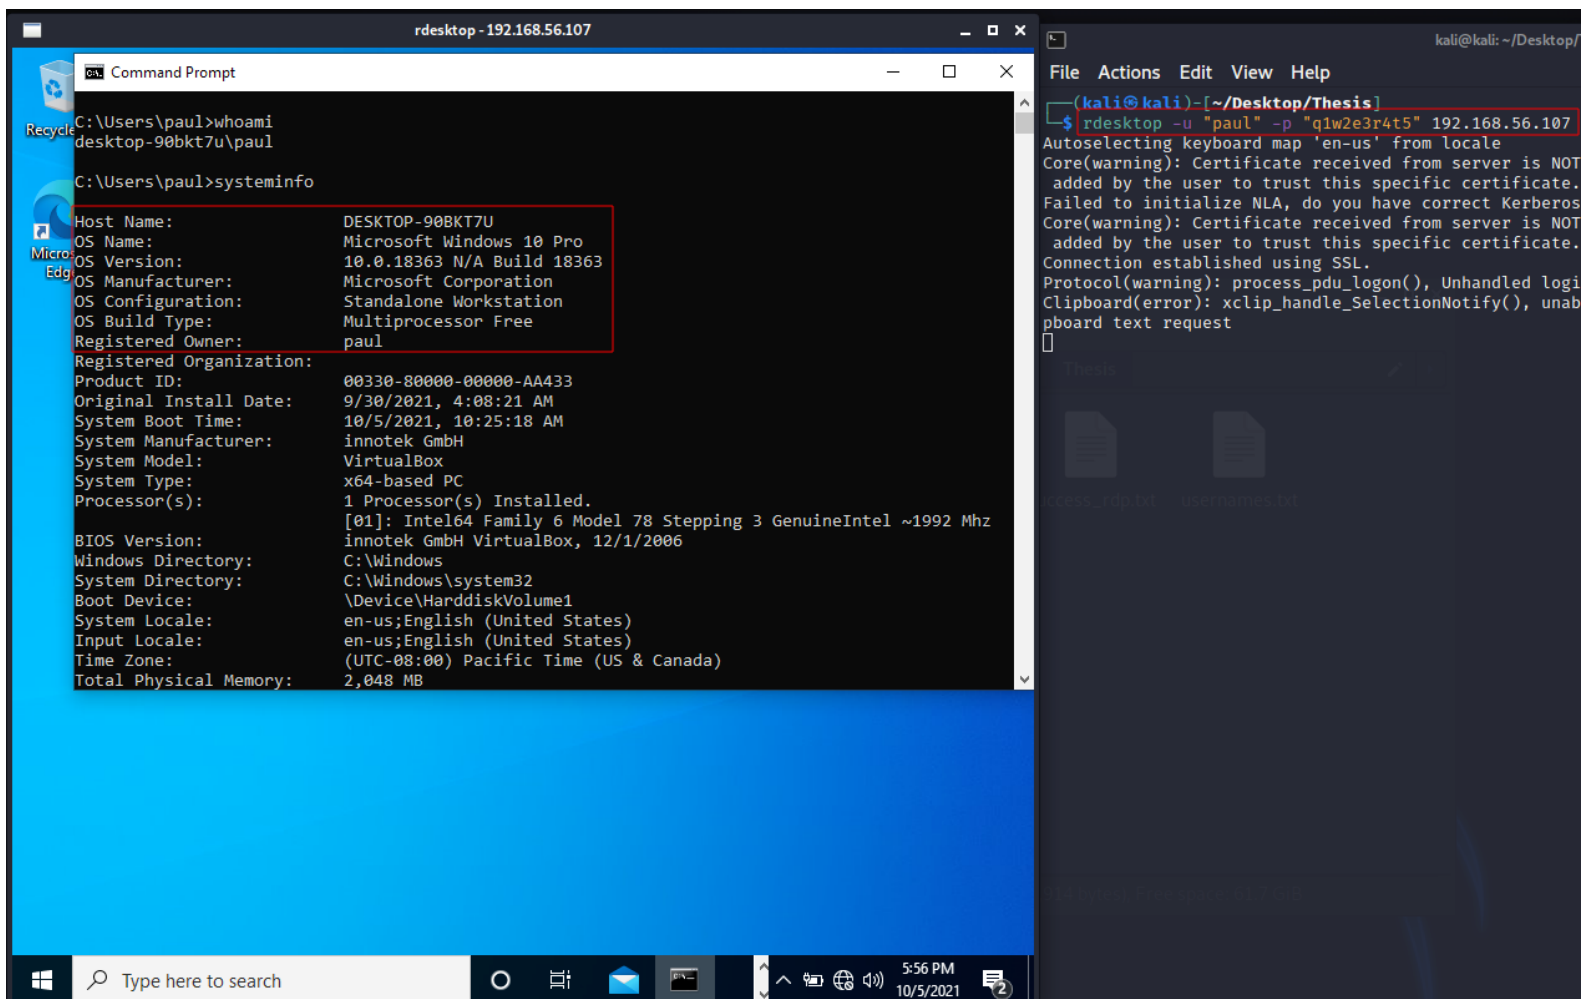 rdesktop - 192.168.56.107
Command Prompt
C:\Users\paul>whoami
desktop-90bkt7u\paul
C:\Users\paul>systeminfo
Host Name: DESKTOP-90BKT7U
OS Name: Microsoft Windows 10 Pro
OS Version: 10.0.18363 N/A Build 18363
OS Manufacturer: Microsoft Corporation
OS Configuration: Standalone Workstation
OS Build Type: Multiprocessor Free
Registered Owner: paul
Registered Organization:
Product ID: 00330-80000-00000-AA433
Original Install Date: 9/30/2021, 4:08:21 AM
System Boot Time: 10/5/2021, 10:25:18 AM
System Manufacturer: innotek GmbH
System Model: VirtualBox
System Type: x64-based PC
Processor(s): 1 Processor(s) Installed.
[01]: Intel64 Family 6 Model 78 Stepping 3 GenuineIntel ~1992 Mhz
BIOS Version: innotek GmbH VirtualBox, 12/1/2006
Windows Directory: C:\Windows
System Directory: C:\Windows\system32
Boot Device: \Device\HarddiskVolume1
System Locale: en-us;English (United States)
Input Locale: en-us;English (United States)
Time Zone: (UTC-08:00) Pacific Time (US & Canada)
Total Physical Memory: 2,048 MB
Recycle
Micros
Edg
Type here to search
5:56 PM
10/5/2021
2
kali@kali: ~/Desktop/T
File Actions Edit View Help
┌──(kali㉿kali)-[~/Desktop/Thesis]
└─$ rdesktop -u "paul" -p "q1w2e3r4t5" 192.168.56.107
Autoselecting keyboard map 'en-us' from locale
Core(warning): Certificate received from server is NOT
added by the user to trust this specific certificate.
Failed to initialize NLA, do you have correct Kerberos
Core(warning): Certificate received from server is NOT
added by the user to trust this specific certificate.
Connection established using SSL.
Protocol(warning): process_pdu_logon(), Unhandled logi
Clipboard(error): xclip_handle_SelectionNotify(), unab
pboard text request
Thesis
ccess_rdp.txt usernomes.txt